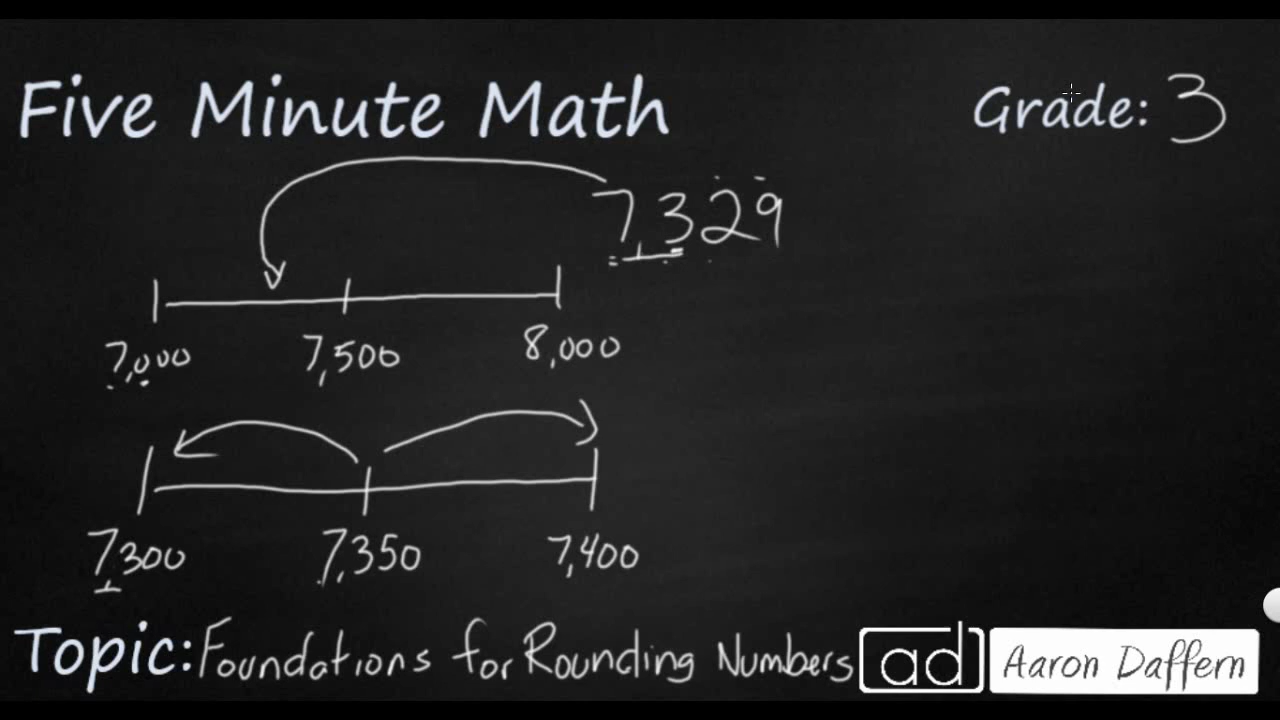 Five Minute Math
Grade: 3
7,329
7,000 7,500 8,000
7,300 7,350 7,400
Topic: Foundations for Rounding Numbers
ad Aaron Daffern